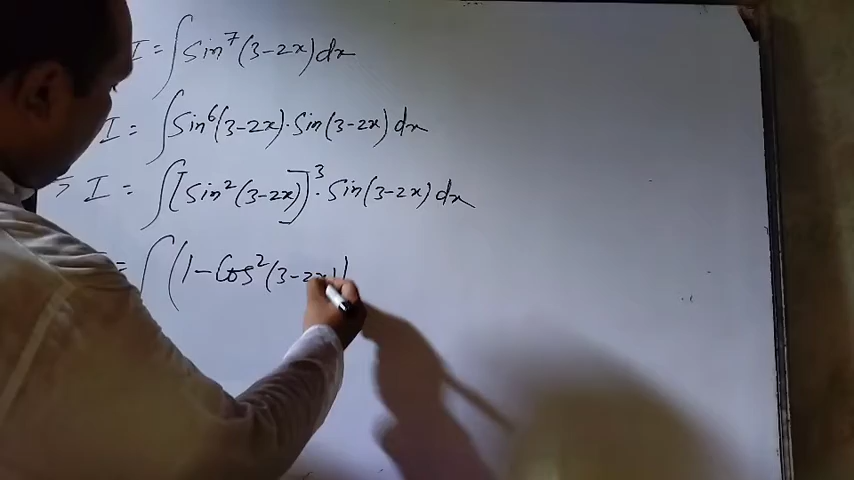 I = ∫ Sin⁷(3-2x) dx
I = ∫ Sin⁶(3-2x)·Sin(3-2x) dx
I = ∫ [Sin²(3-2x)]³·Sin(3-2x) dx
= ∫ (1-Cos²(3-2x))